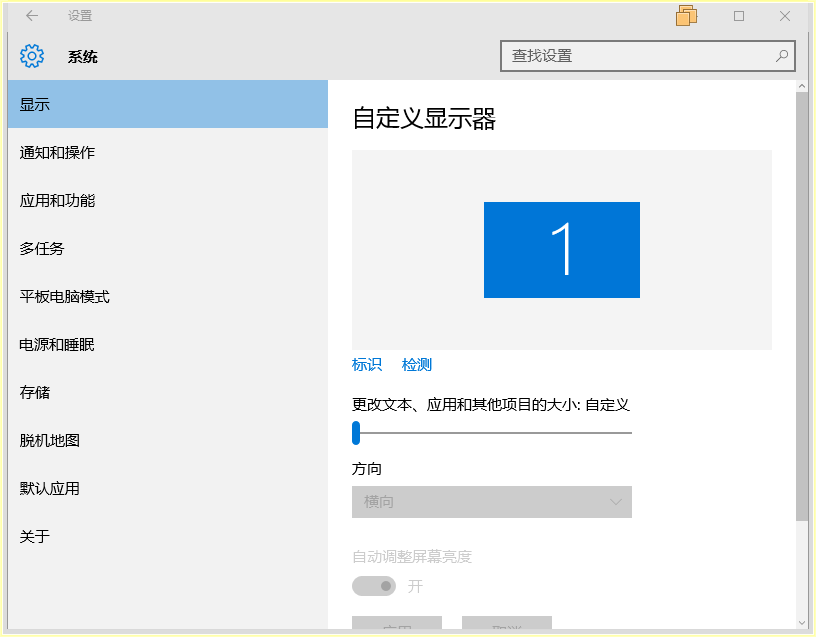 设置
系统
查找设置
显示
通知和操作
应用和功能
多任务
平板电脑模式
电源和睡眠
存储
脱机地图
默认应用
关于
自定义显示器
1
标识 检测
更改文本、应用和其他项目的大小: 自定义
方向
横向
自动调整屏幕亮度
开